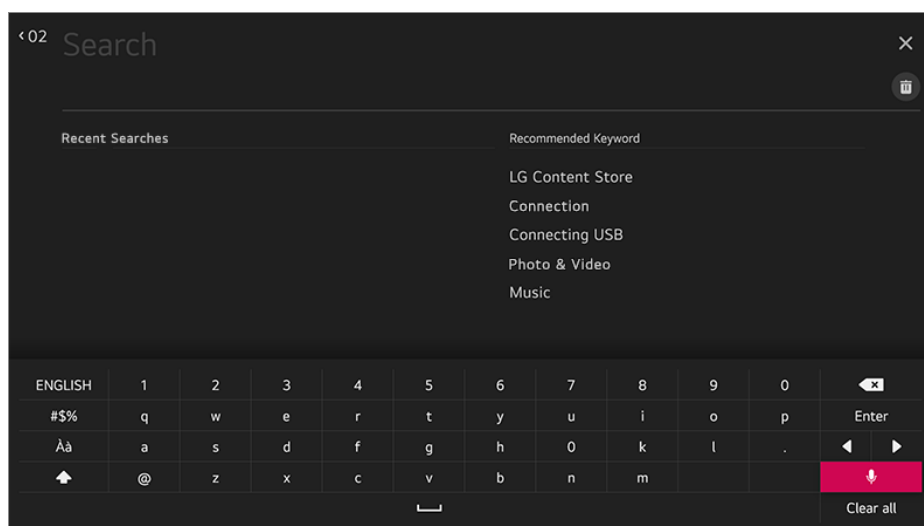 ‹ 02
Search
Recent Searches
Recommended Keyword
LG Content Store
Connection
Connecting USB
Photo & Video
Music
ENGLISH 1 2 3 4 5 6 7 8 9 0
#$% q w e r t y u i o p Enter
Àà a s d f g h 0 k l .
@ z x c v b n m
Clear all